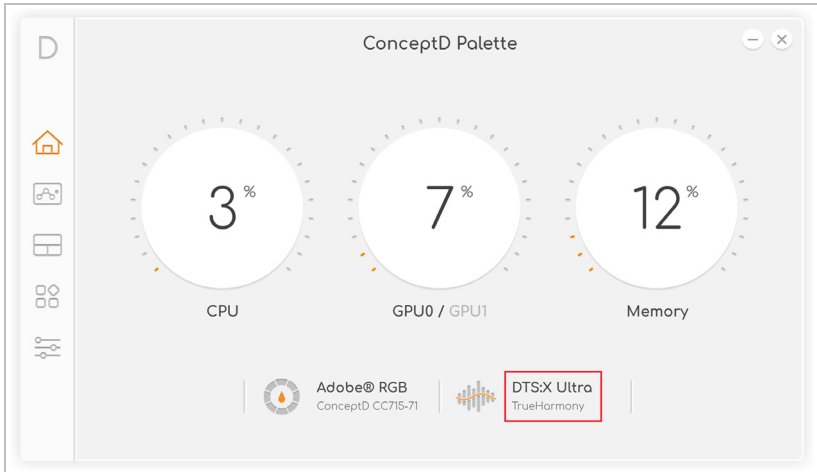 D
ConceptD Palette
3 %
7 %
12 %
CPU
GPU0 / GPU1
Memory
Adobe® RGB
ConceptD CC715-71
DTS:X Ultra
TrueHarmony